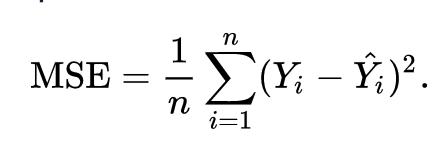 MSE = \frac{1}{n} \sum_{i=1}^{n} (Y_i − \hat{Y}_i)^2.